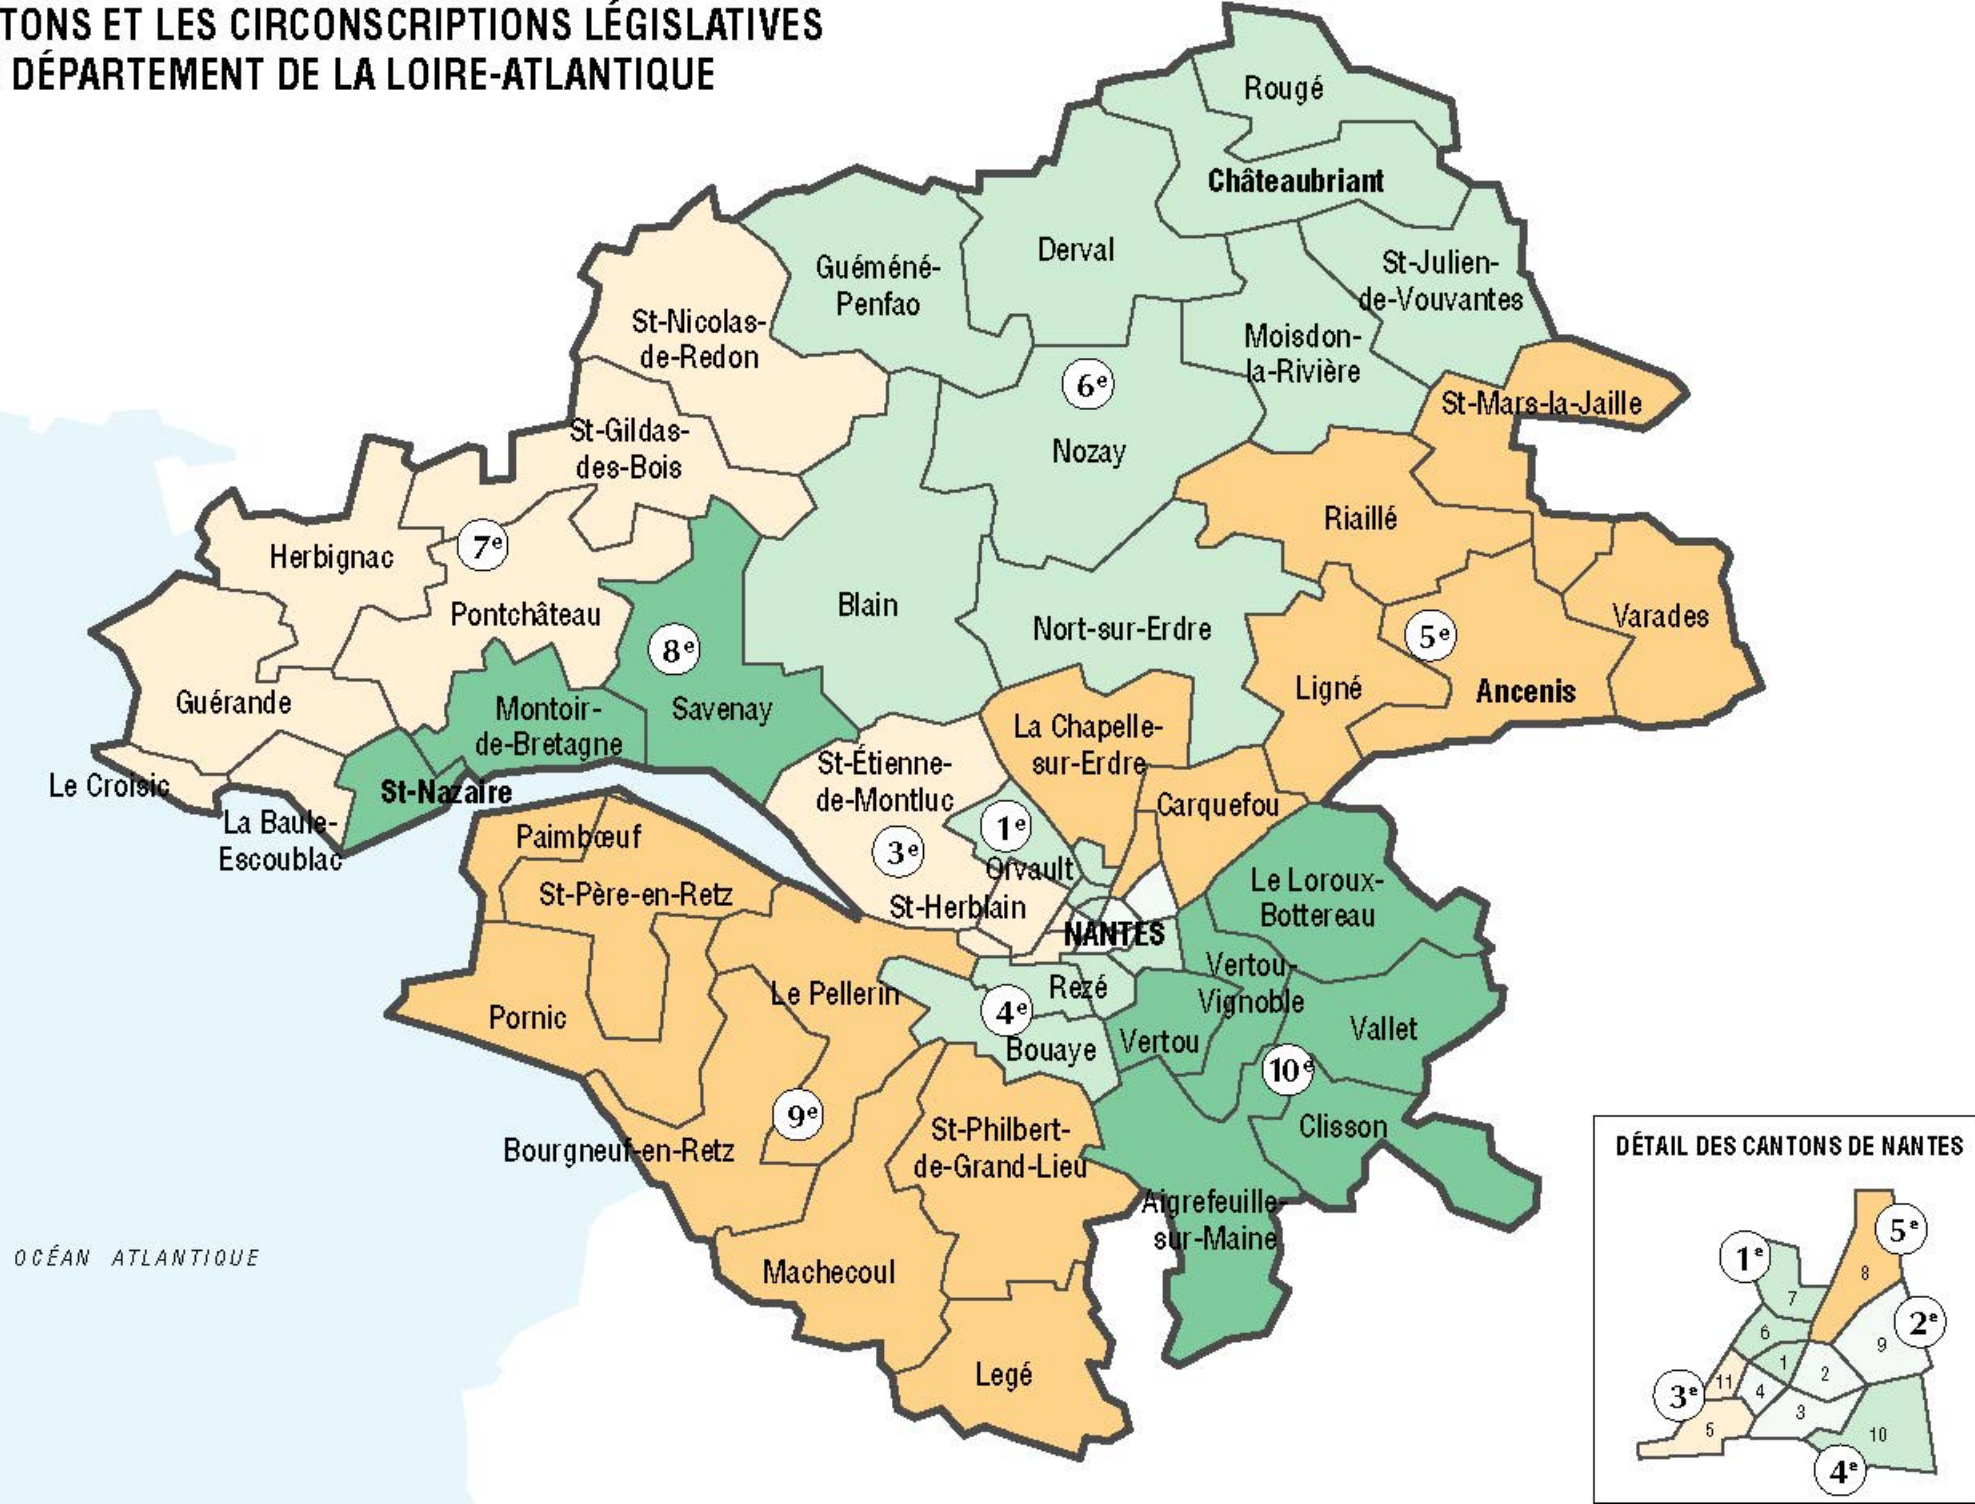 TONS ET LES CIRCONSCRIPTIONS LÉGISLATIVES
DÉPARTEMENT DE LA LOIRE-ATLANTIQUE
Rougé
Châteaubriant
Derval
Guéméné-
Penfao
St-Julien-
de-Vouvantes
St-Nicolas-
de-Redon
Moisdon-
la-Rivière
6e
St-Mars-la-Jaille
St-Gildas-
des-Bois
Nozay
Riaillé
7e
Herbignac
Pontchâteau
Blain
Nort-sur-Erdre
5e
Varades
8e
Guérande
Montoir-
de-Bretagne
Savenay
Ligné
Ancenis
La Chapelle-
sur-Erdre
St-Étienne-
de-Montluc
Le Croisic
St-Nazaire
Carquefou
La Baule-
Escoublac
Paimbœuf
1e
3e
Orvault
St-Père-en-Retz
St-Herblain
Le Loroux-
Bottereau
NANTES
Vertou-
Vignoble
Le Pellerin
Rezé
4e
Pornic
Bouaye
Vertou
Vallet
10e
9e
St-Philbert-
de-Grand-Lieu
Clisson
Bourgneuf-en-Retz
Aigrefeuille-
sur-Maine
OCÉAN ATLANTIQUE
Machecoul
Legé
DÉTAIL DES CANTONS DE NANTES
5e
1e
8
7
2e
6
9
1
2
3e
11
4
3
5
10
4e